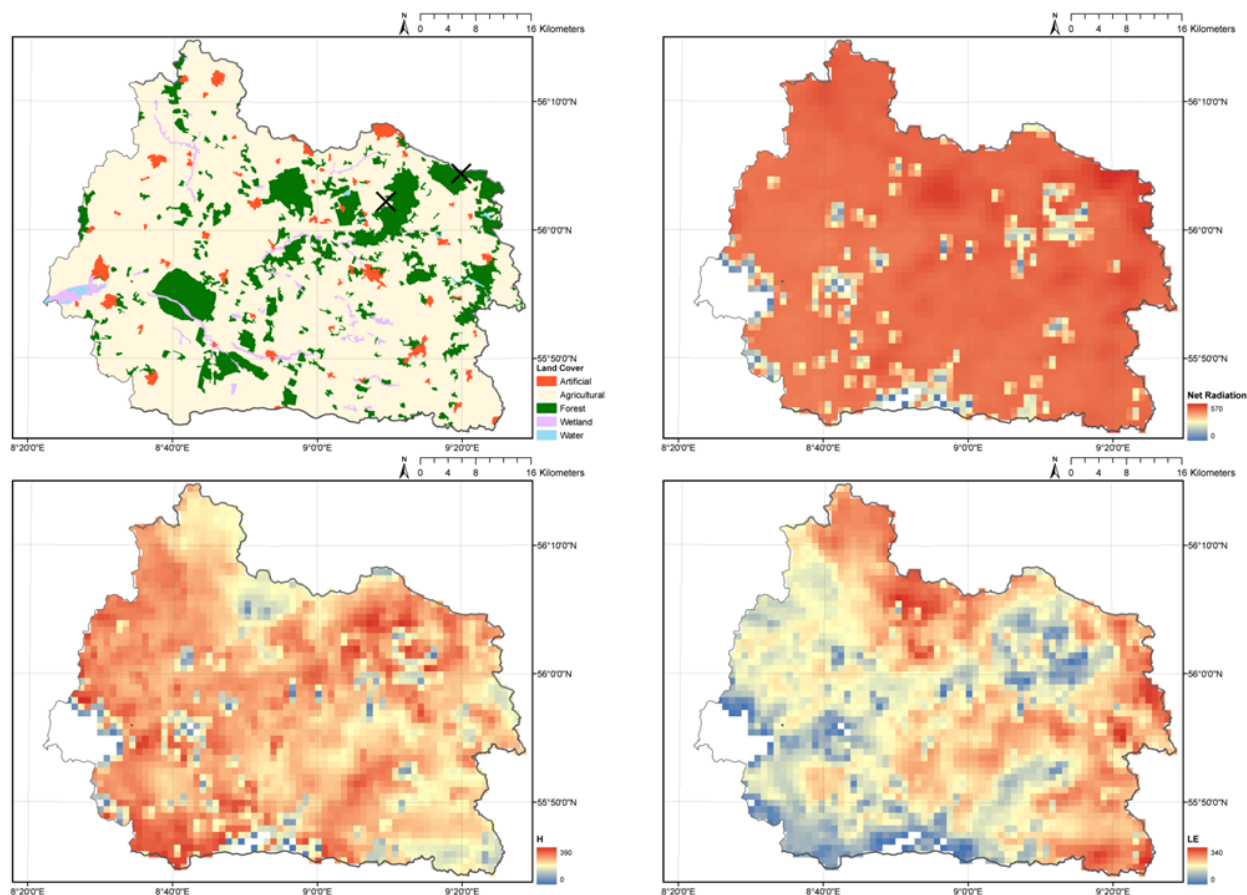 N
0 4 8 16 Kilometers
56°10'0"N
56°0'0"N
55°50'0"N
Land Cover
Artificial
Agricultural
Forest
Wetland
Water
8°20'0"E 8°40'0"E 9°0'0"E 9°20'0"E
N
0 4 8 16 Kilometers
56°10'0"N
56°0'0"N
55°50'0"N
Net Radiation
570
0
8°20'0"E 8°40'0"E 9°0'0"E 9°20'0"E
N
0 4 8 16 Kilometers
56°10'0"N
56°0'0"N
55°50'0"N
H
390
0
8°20'0"E 8°40'0"E 9°0'0"E 9°20'0"E
N
0 4 8 16 Kilometers
56°10'0"N
56°0'0"N
55°50'0"N
LE
340
0
8°20'0"E 8°40'0"E 9°0'0"E 9°20'0"E